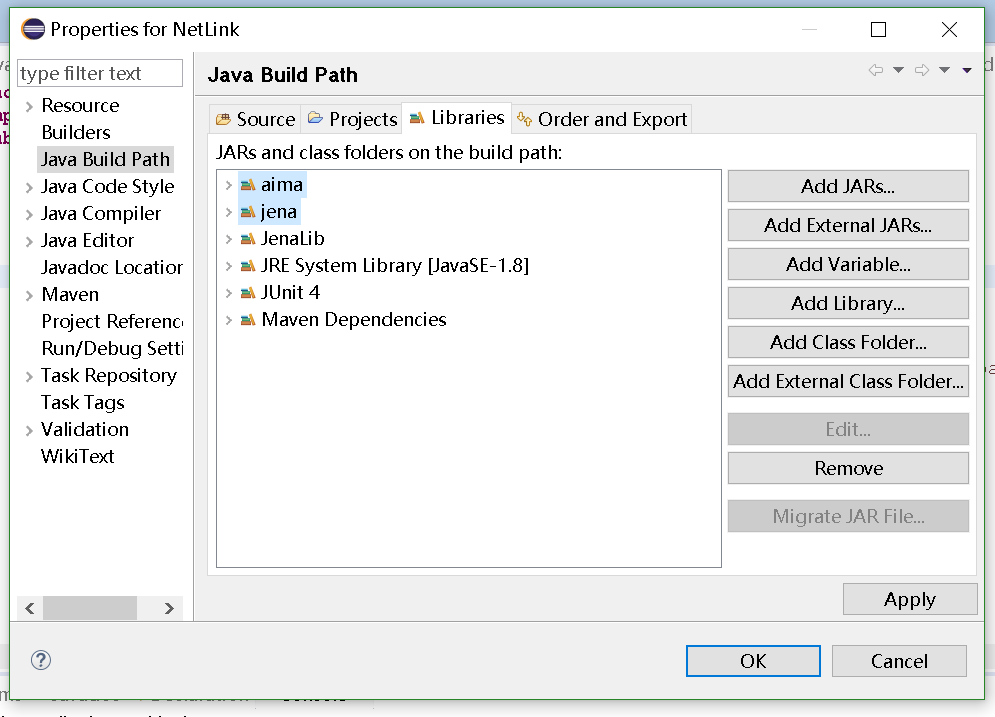 Properties for NetLink
type filter text
Resource
Builders
Java Build Path
Java Code Style
Java Compiler
Java Editor
Javadoc Location
Maven
Project Referenc
Run/Debug Setti
Task Repository
Task Tags
Validation
WikiText
Java Build Path
Source
Projects
Libraries
Order and Export
JARs and class folders on the build path:
aima
jena
JenaLib
JRE System Library [JavaSE-1.8]
JUnit 4
Maven Dependencies
Add JARs...
Add External JARs...
Add Variable...
Add Library...
Add Class Folder...
Add External Class Folder...
Edit...
Remove
Migrate JAR File...
Apply
OK
Cancel